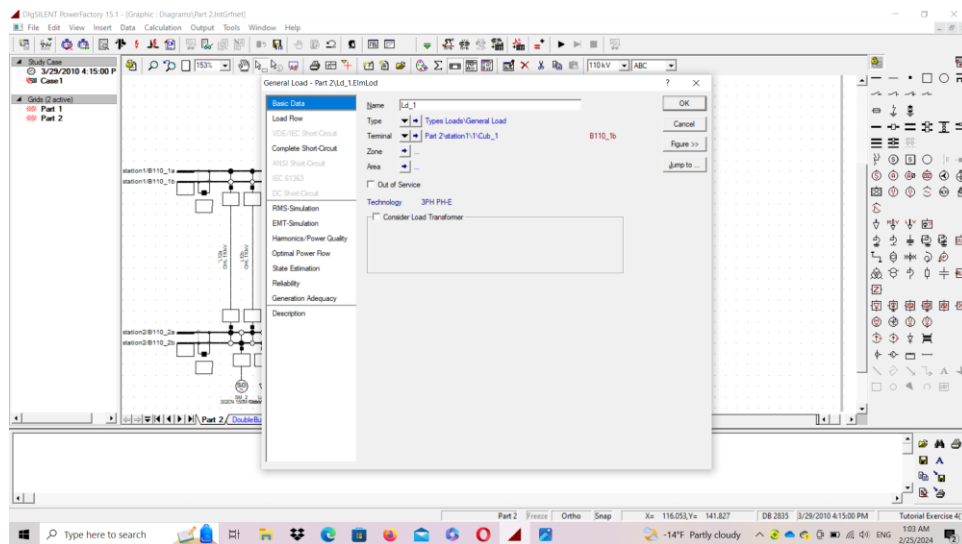 DIgSILENT PowerFactory 15.1 - [Graphic : Diagrams\Part 2.IntGrfnet]
File Edit View Insert Data Calculation Output Tools Window Help
153%
110kV
ABC
Study Case
3/29/2010 4:15:00 P
Case1
Grids (2 active)
Part 1
Part 2
General Load - Part 2\Ld_1.ElmLod
? X
Basic Data
Load Flow
VDE/IEC Short-Circuit
Complete Short-Circuit
ANSI Short-Circuit
IEC 61363
DC Short-Circuit
RMS-Simulation
EMT-Simulation
Harmonics/Power Quality
Optimal Power Flow
State Estimation
Reliability
Generation Adequacy
Description
Name Ld_1
Type Types Loads\General Load
Terminal Part 2\station1\1\Cub_1 B110_1b
Zone ...
Area ...
Out of Service
Technology 3PH PH-E
Consider Load Transformer
OK
Cancel
Figure >>
Jump to ...
station1/B110_1a
station1/B110_1b
station2/B110_2a
station2/B110_2b
Part 2
DoubleBu
Part 2 Freeze Ortho Snap X= 116.053,Y= 141.827 DB 2835 3/29/2010 4:15:00 PM Tutorial Exercise 4(
Type here to search
-14°F Partly cloudy
ENG
1:03 AM
2/25/2024